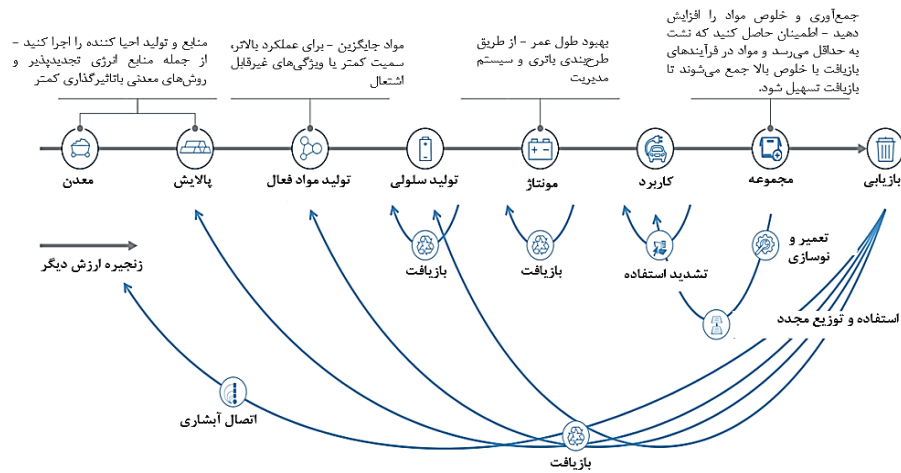 جمع‌آوری و خلوص مواد را افزایش
دهید – اطمینان حاصل کنید که نشت
به حداقل می‌رسد و مواد در فرآیندهای
بازیافت با خلوص بالا جمع می‌شوند تا
بازیافت تسهیل شود.
بهبود طول عمر – از طریق
طرح‌بندی باتری و سیستم
مدیریت
مواد جایگزین – برای عملکرد بالاتر،
سمیت کمتر یا ویژگی‌های غیرقابل
اشتعال
منابع و تولید احیا کننده را اجرا کنید –
از جمله منابع انرژی تجدیدپذیر و
روش‌های معدنی باتاثیرگذاری کمتر
بازیابی
مجموعه
کاربرد
مونتاژ
تولید سلولی
تولید مواد فعال
پالایش
معدن
تعمیر و
نوسازی
تشدید استفاده
بازیافت
بازیافت
زنجیره ارزش دیگر
استفاده و توزیع مجدد
اتصال آبشاری
بازیافت